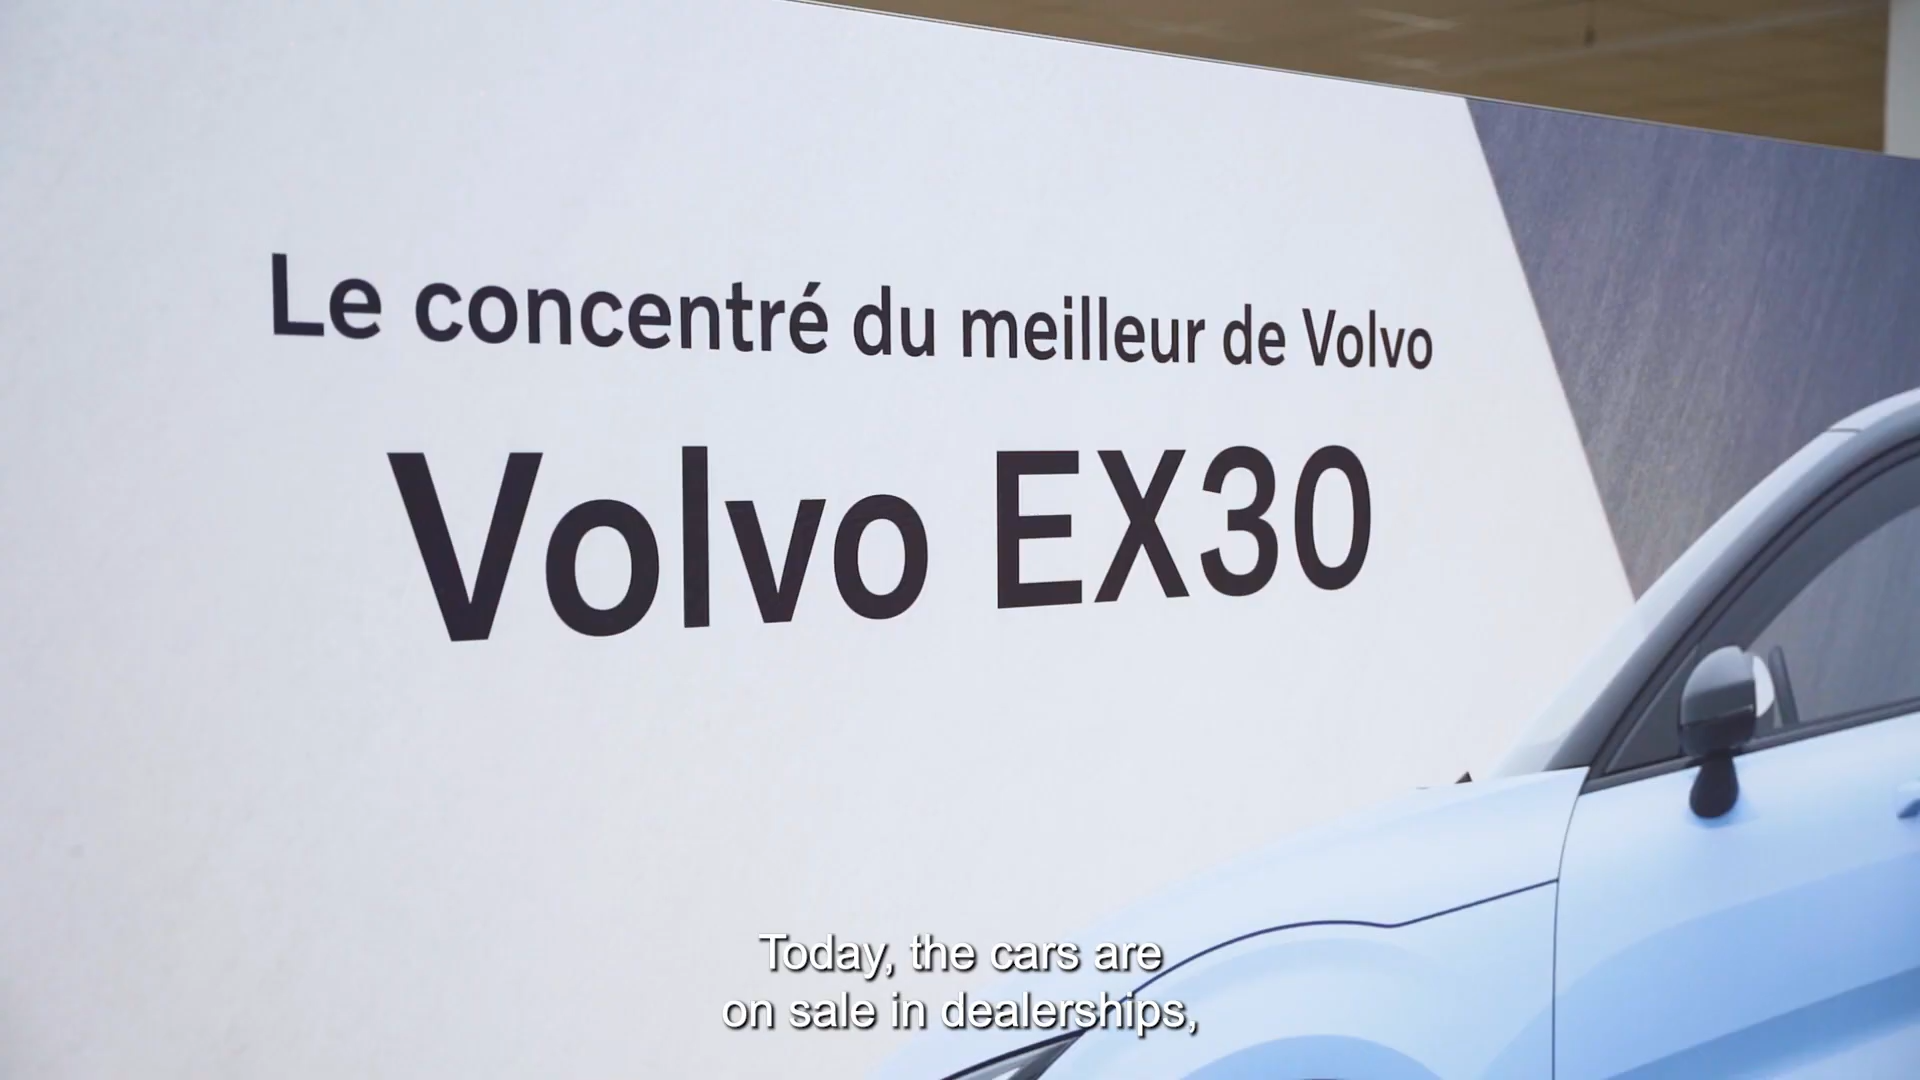 Le concentré du meilleur de Volvo
Volvo EX30
Today, the cars are
on sale in dealerships,